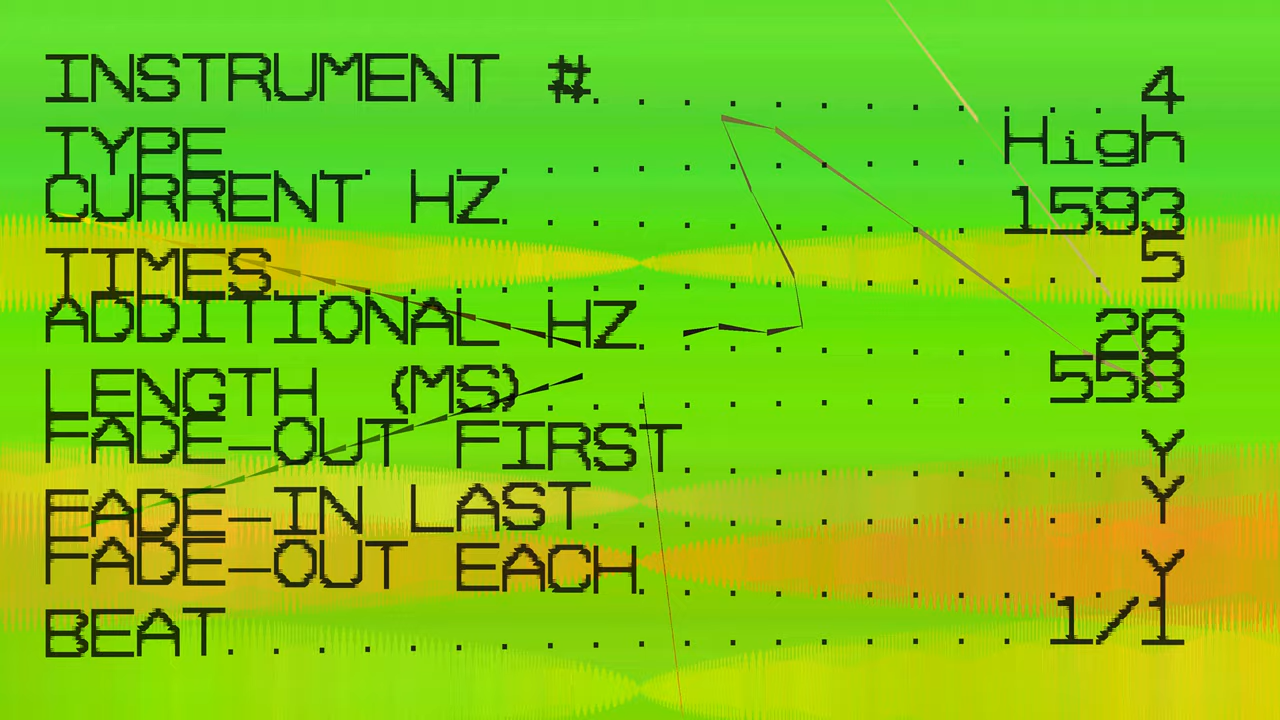 INSTRUMENT #. . . . . . . . . . . . 4
TYPE. . . . . . . . . . . . . . High
CURRENT HZ. . . . . . . . . . . 1593
TIMES. . . . . . . . . . . . . . . . . . . 5
ADDITIONAL HZ. . . . . . . . . . 26
LENGTH (MS). . . . . . . . . . . 558
FADE-OUT FIRST. . . . . . . . . . Y
FADE-IN LAST. . . . . . . . . . . . Y
FADE-OUT EACH. . . . . . . . . . . Y
BEAT. . . . . . . . . . . . . . . . . . 1/1